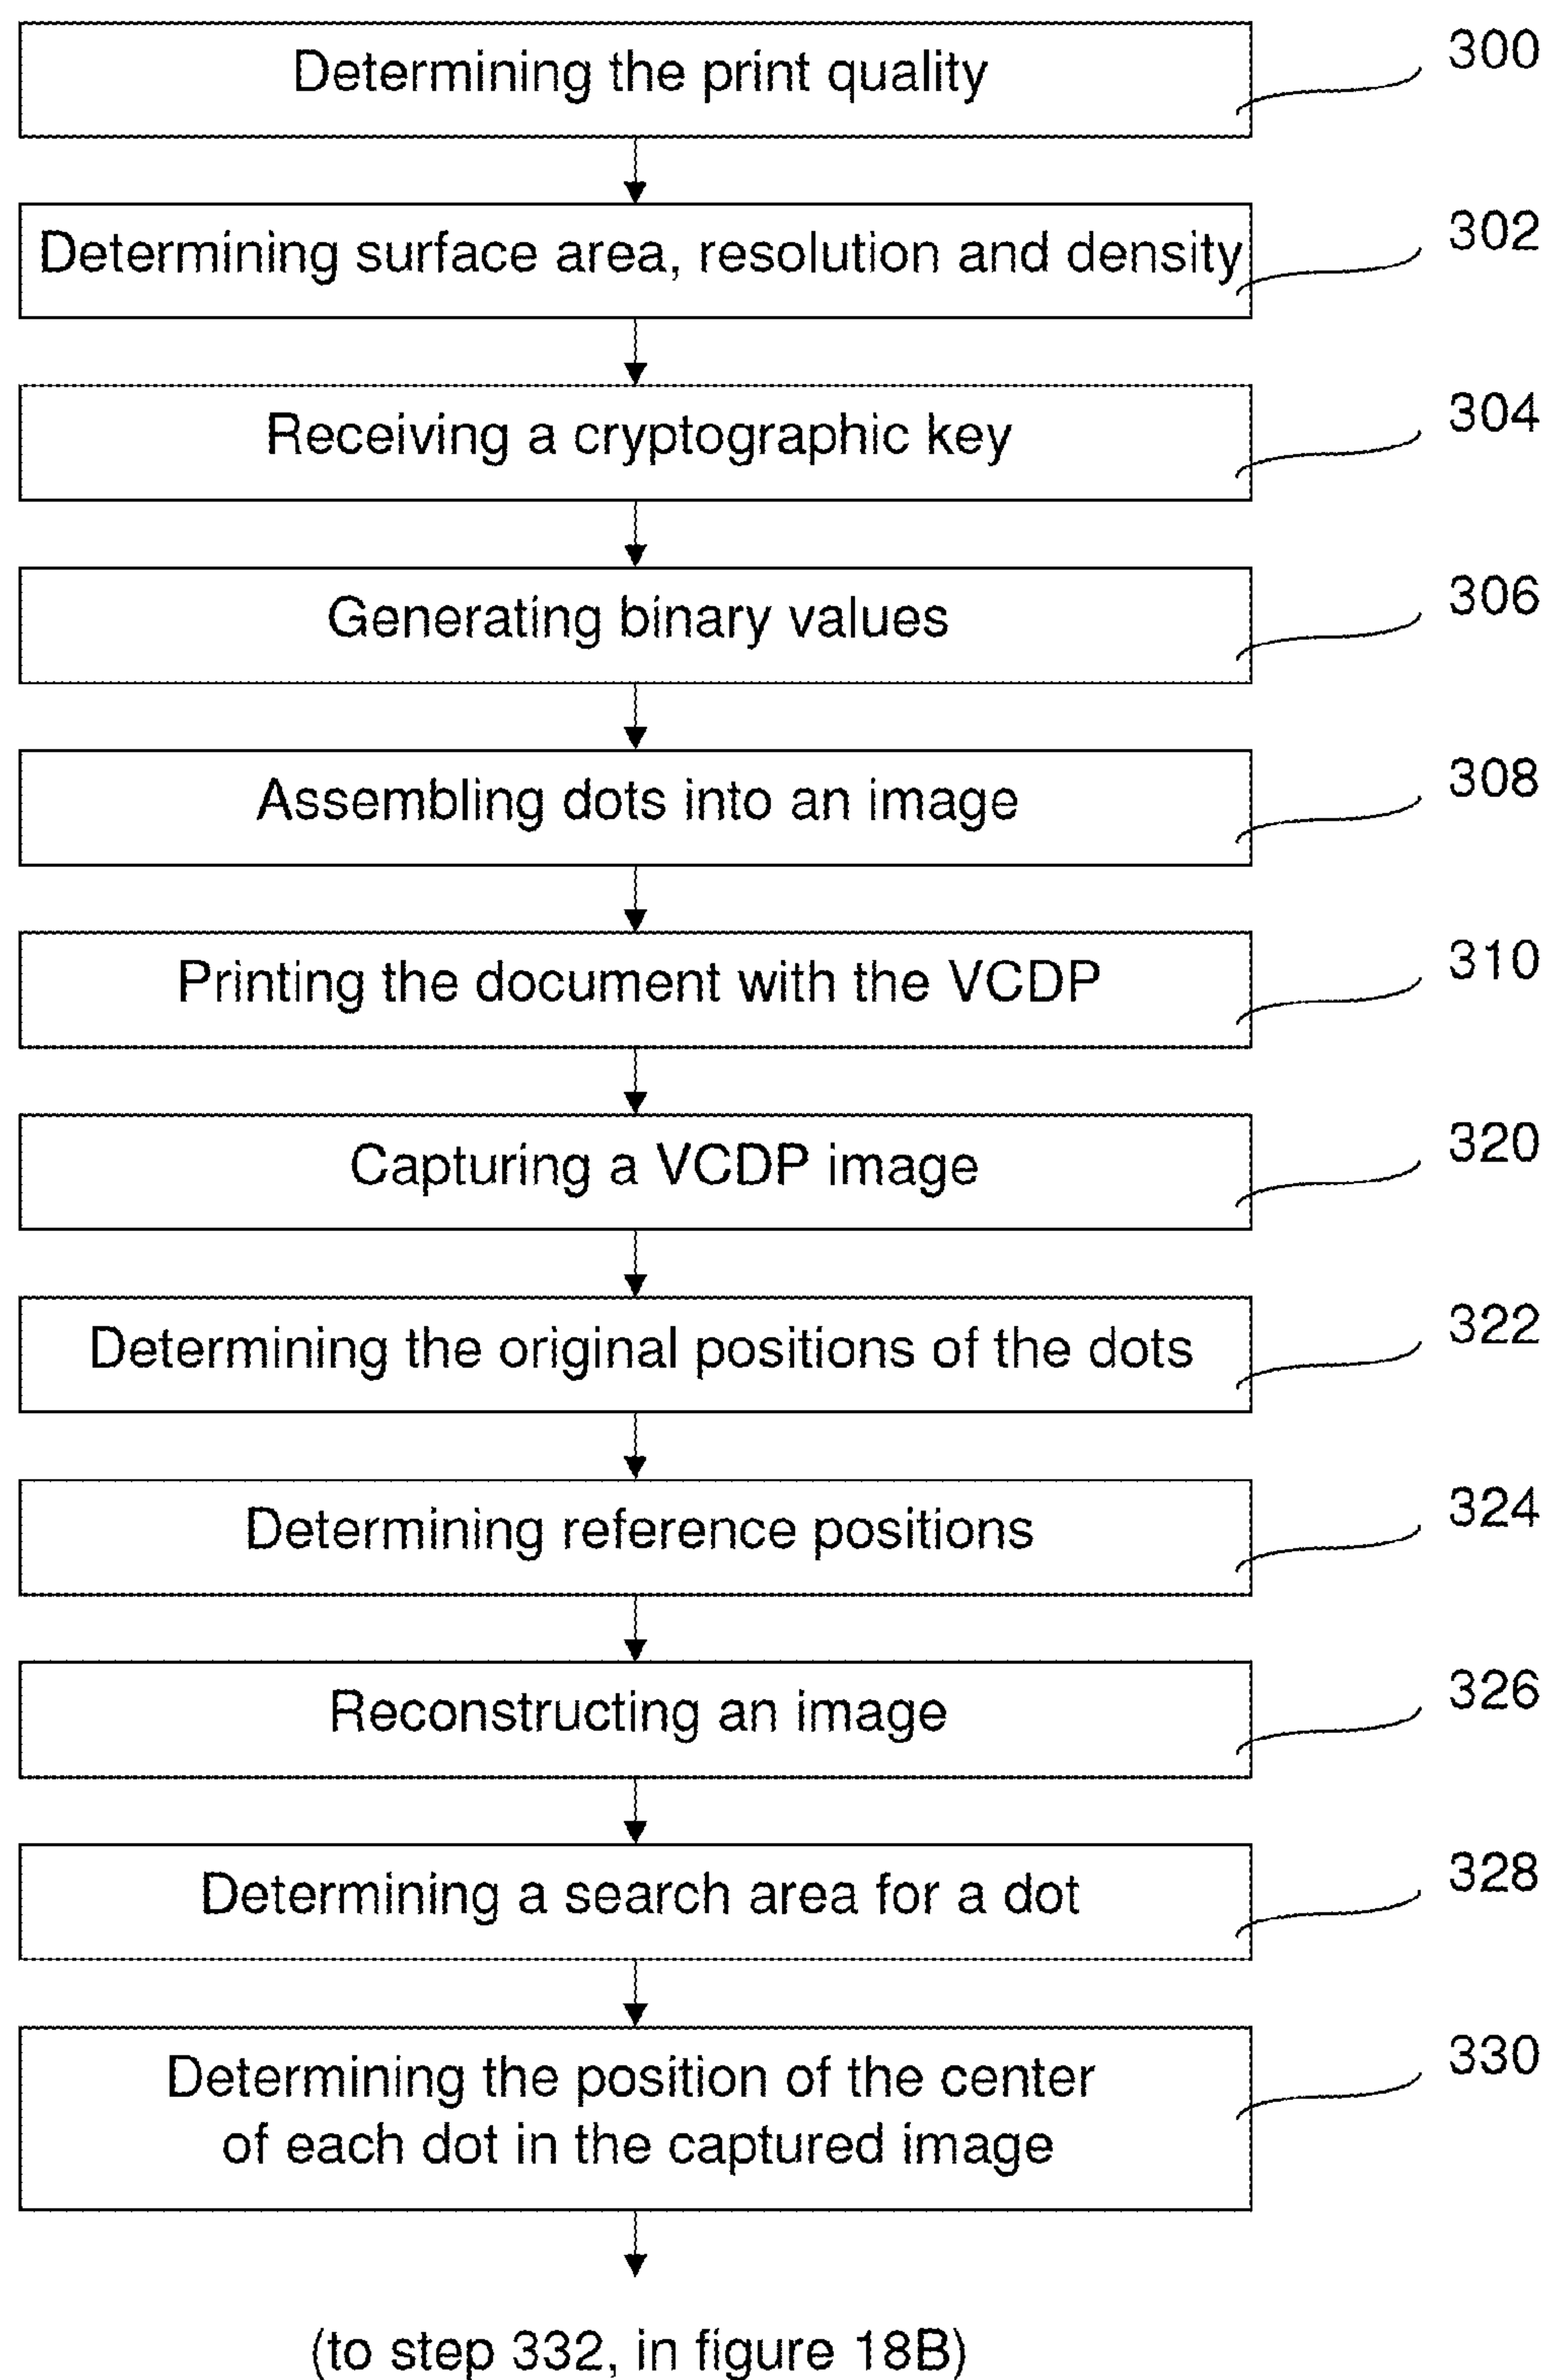 Determining the print quality
300
Determining surface area, resolution and density
302
Receiving a cryptographic key
304
Generating binary values
306
Assembling dots into an image
308
Printing the document with the VCDP
310
Capturing a VCDP image
320
Determining the original positions of the dots
322
Determining reference positions
324
Reconstructing an image
326
Determining a search area for a dot
328
Determining the position of the center
of each dot in the captured image
330
(to step 332, in figure 18B)